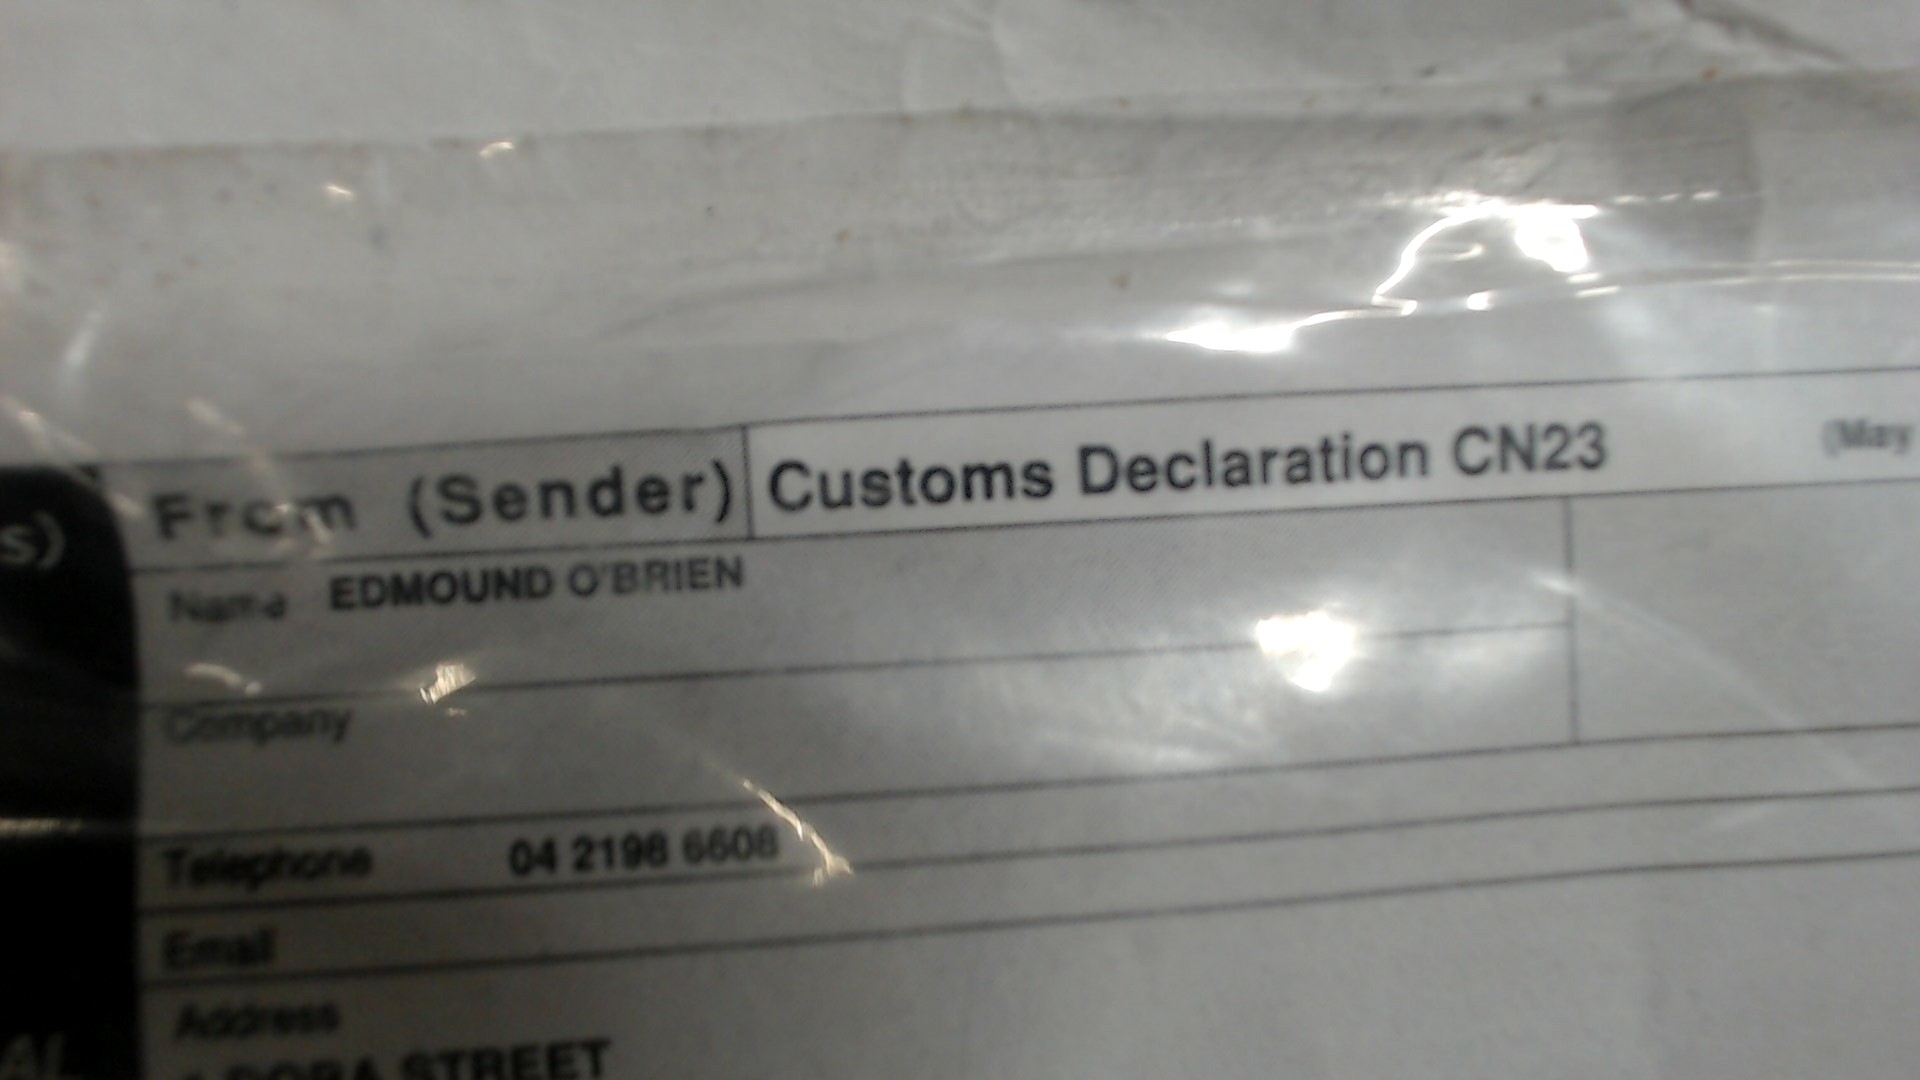 From (Sender) Customs Declaration CN23 (May
s)
Name EDMOUND O'BRIEN
Company
Telephone 04 2198 6608
Email
Address
STREET